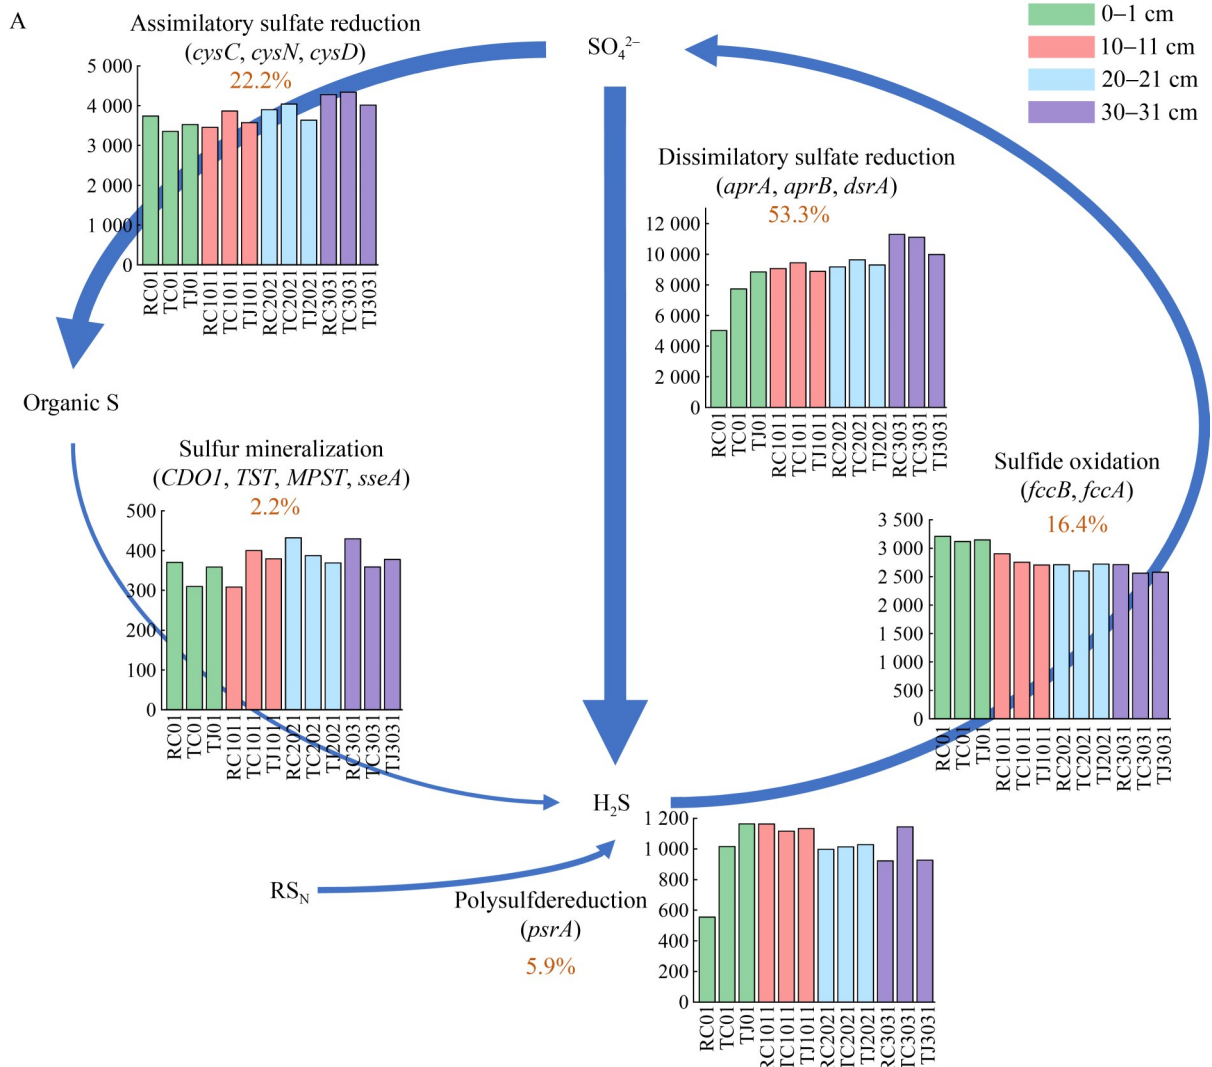 A
0–1 cm
10–11 cm
20–21 cm
30–31 cm
Assimilatory sulfate reduction
(cysC, cysN, cysD)
22.2%
5 000
4 000
3 000
2 000
1 000
0
RC01
TC01
TJ01
RC1011
TC1011
TJ1011
RC2021
TC2021
TJ2021
RC3031
TC3031
TJ3031
SO₄²⁻
Dissimilatory sulfate reduction
(aprA, aprB, dsrA)
53.3%
12 000
10 000
8 000
6 000
4 000
2 000
0
RC01
TC01
TJ01
RC1011
TC1011
TJ1011
RC2021
TC2021
TJ2021
RC3031
TC3031
TJ3031
Organic S
Sulfur mineralization
(CDO1, TST, MPST, sseA)
2.2%
500
400
300
200
100
0
RC01
TC01
TJ01
RC1011
TC1011
TJ1011
RC2021
TC2021
TJ2021
RC3031
TC3031
TJ3031
Sulfide oxidation
(fccB, fccA)
16.4%
3 500
3 000
2 500
2 000
1 500
1 000
500
0
RC01
TC01
TJ01
RC1011
TC1011
TJ1011
RC2021
TC2021
TJ2021
RC3031
TC3031
TJ3031
H₂S
RS_N
Polysulfdereduction
(psrA)
5.9%
1 200
1 000
800
600
400
200
0
RC01
TC01
TJ01
RC1011
TC1011
TJ1011
RC2021
TC2021
TJ2021
RC3031
TC3031
TJ3031